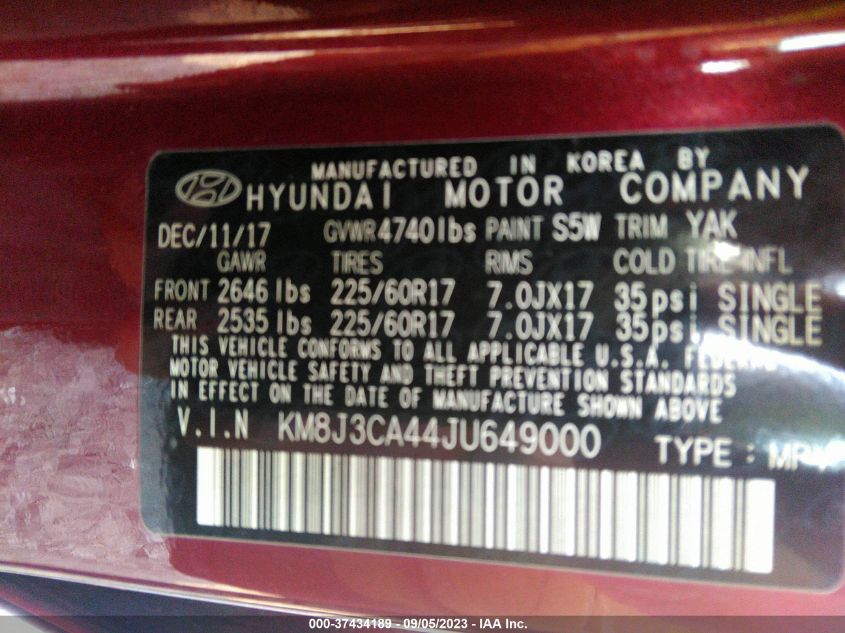 MANUFACTURED IN KOREA BY
HYUNDAI MOTOR COMPANY
DEC/11/17 GVWR 4740lbs PAINT S5W TRIM YAK
GAWR TIRES RIMS COLD TIRE INFL
FRONT 2646 lbs 225/60R17 7.0JX17 35psi SINGLE
REAR 2535 lbs 225/60R17 7.0JX17 35psi SINGLE
THIS VEHICLE CONFORMS TO ALL APPLICABLE U.S.A. FEDERAL
MOTOR VEHICLE SAFETY AND THEFT PREVENTION STANDARDS
IN EFFECT ON THE DATE OF MANUFACTURE SHOWN ABOVE
V.I.N KM8J3CA44JU649000
TYPE : MPV
000-37434189 - 09/05/2023 - IAA Inc.